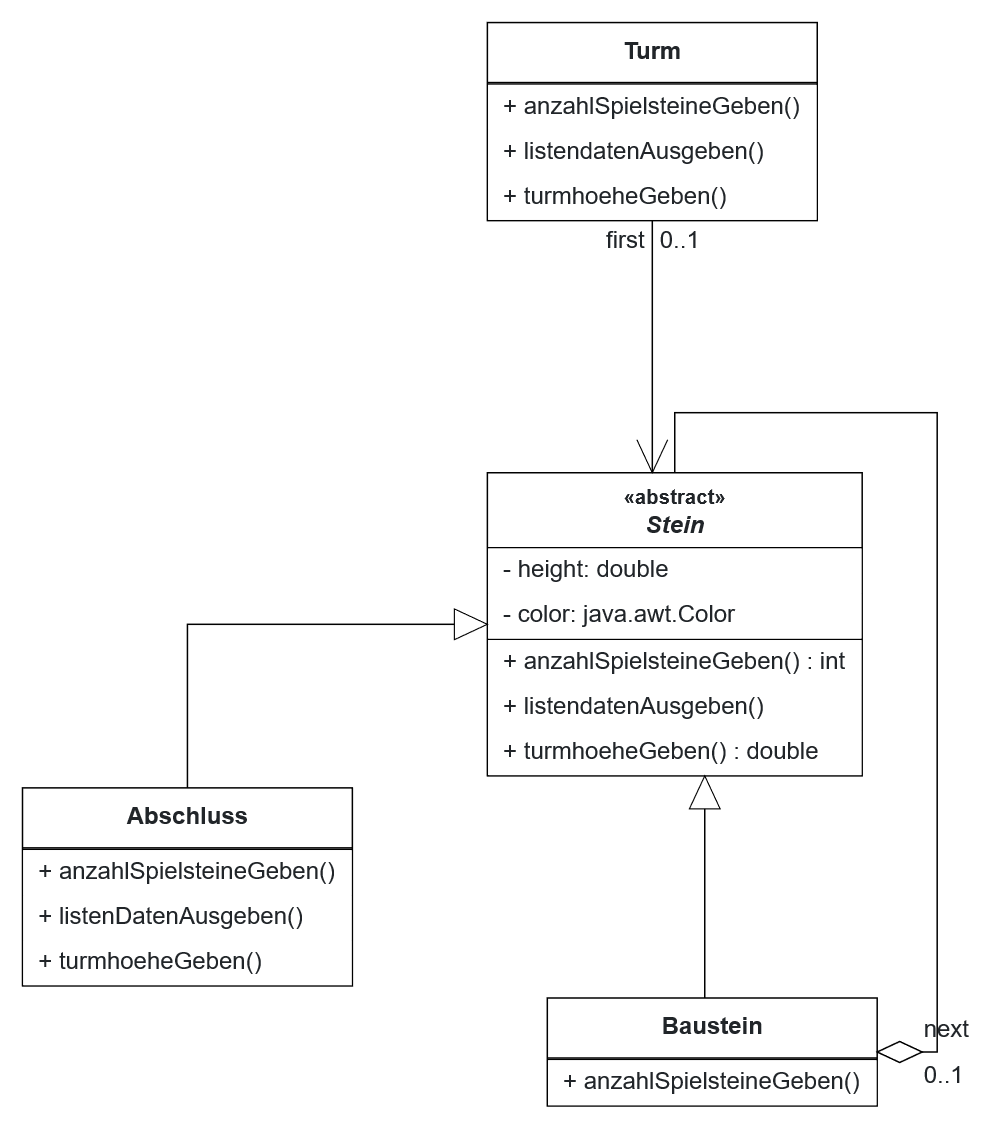 Turm
+ anzahlSpielsteineGeben()
+ listendatenAusgeben()
+ turmhoeheGeben()
first 0..1
«abstract»
Stein
- height: double
- color: java.awt.Color
+ anzahlSpielsteineGeben() : int
+ listendatenAusgeben()
+ turmhoeheGeben() : double
Abschluss
+ anzahlSpielsteineGeben()
+ listenDatenAusgeben()
+ turmhoeheGeben()
Baustein
+ anzahlSpielsteineGeben()
next
0..1